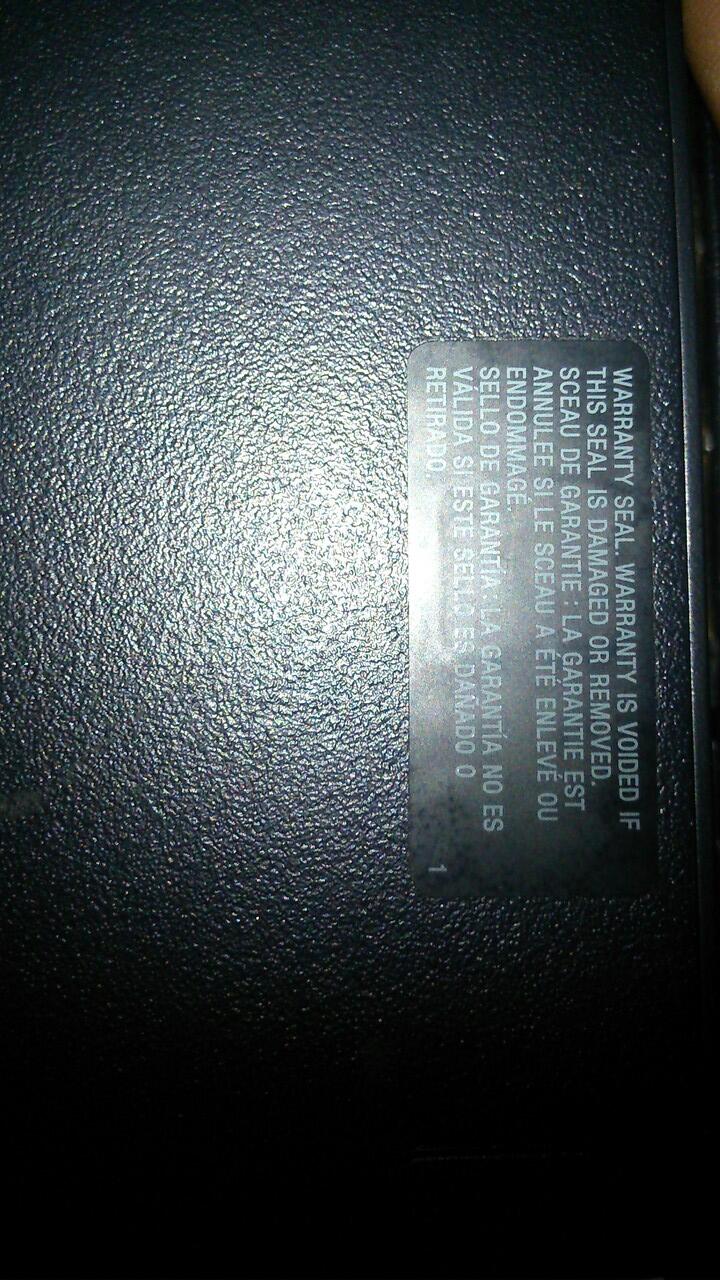 WARRANTY SEAL. WARRANTY IS VOIDED IF
THIS SEAL IS DAMAGED OR REMOVED.
SCEAU DE GARANTIE : LA GARANTIE EST
ANNULEE SI LE SCEAU A ÉTÉ ENLEVÉ OU
ENDOMMAGÉ.
SELLO DE GARANTÍA: LA GARANTÍA NO ES
VÁLIDA SI ESTE SELLO ES DAÑADO O
RETIRADO
1